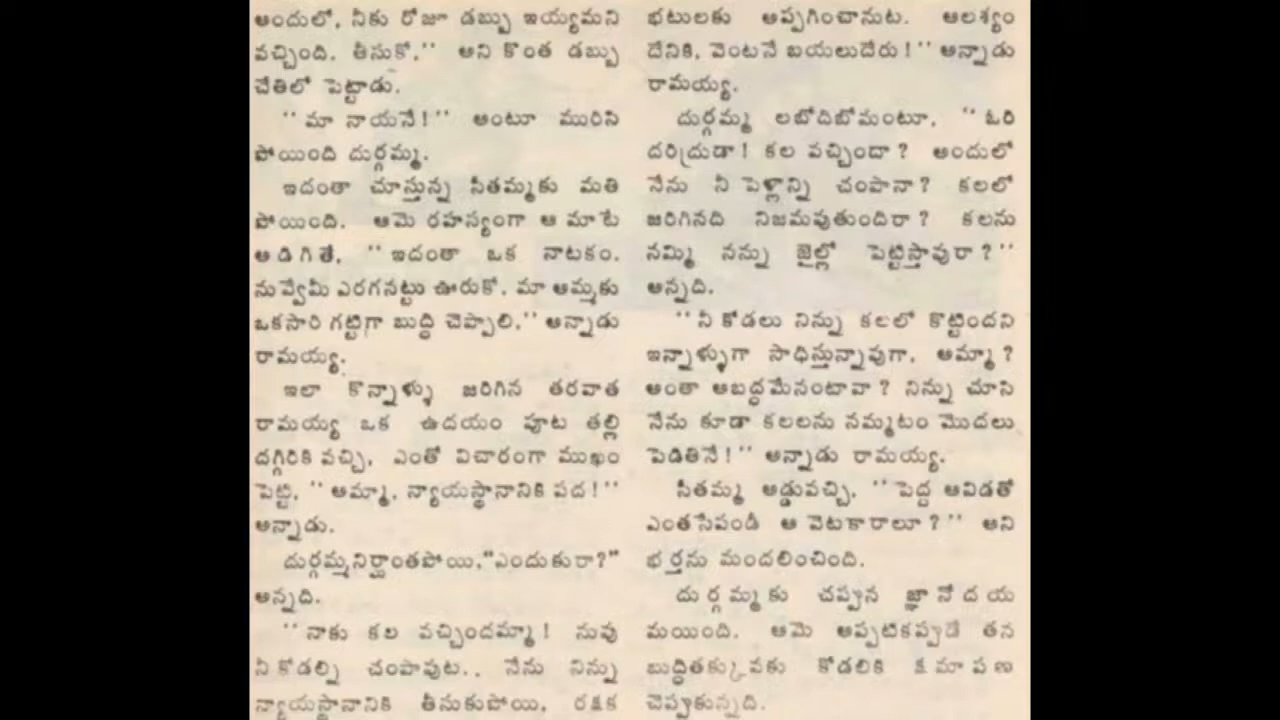 అందులో, నీకు రోజూ డబ్బు ఇయ్యమని
వచ్చింది. తీసుకో,'' అని కొంత డబ్బు
చేతిలో పెట్టాడు.
''మా నాయనే!'' అంటూ మురిసి
పోయింది దుర్గమ్మ.
ఇదంతా చూస్తున్న సీతమ్మకు మతి
పోయింది. ఆమె రహస్యంగా ఆ మాటే
అడిగితే, ''ఇదంతా ఒక నాటకం.
నువ్వేమీ ఎరగనట్టు ఊరుకో. మా అమ్మకు
ఒకసారి గట్టిగా బుద్ధి చెప్పాలి,'' అన్నాడు
రామయ్య.
ఇలా కొన్నాళ్ళు జరిగిన తరవాత
రామయ్య ఒక ఉదయం పూట తల్లి
దగ్గిరికి వచ్చి, ఎంతో విచారంగా ముఖం
పెట్టి, ''అమ్మా, న్యాయస్థానానికి పద!''
అన్నాడు.
దుర్గమ్మ నిర్ఘాంతపోయి, "ఎందుకురా?"
అన్నది.
''నాకు కల వచ్చిందమ్మా! నువు
నీ కోడల్ని చంపావుట.. నేను నిన్ను
న్యాయస్థానానికి తీసుకుపోయి, రక్షక
భటులకు అప్పగించానుట. ఆలశ్యం
దేనికి, వెంటనే బయలుదేరు!'' అన్నాడు
రామయ్య.
దుర్గమ్మ లబోదిబోమంటూ, ''ఓరి
దరిద్రుడా! కల వచ్చిందా? అందులో
నేను నీ పెళ్లాన్ని చంపానా? కలలో
జరిగినది నిజమవుతుందిరా? కలను
నమ్మి నన్ను జైల్లో పెట్టిస్తావురా?''
అన్నది.
''నీ కోడలు నిన్ను కలలో కొట్టిందని
ఇన్నాళ్ళుగా సాధిస్తున్నావుగా, అమ్మా?
అంతా అబద్ధమేనంటావా? నిన్ను చూసి
నేను కూడా కలలను నమ్మటం మొదలు
పెడితినే!'' అన్నాడు రామయ్య.
సీతమ్మ అడ్డువచ్చి, ''పెద్ద ఆవిడతో
ఎంతసేపండీ ఆ వెటకారాలూ?'' అని
భర్తను మందలించింది.
దుర్గమ్మకు చప్పున జ్ఞానోదయ
మయింది. ఆమె అప్పటికప్పుడే తన
బుద్ధితక్కువకు కోడలికి క్షమాపణ
చెప్పుకున్నది.